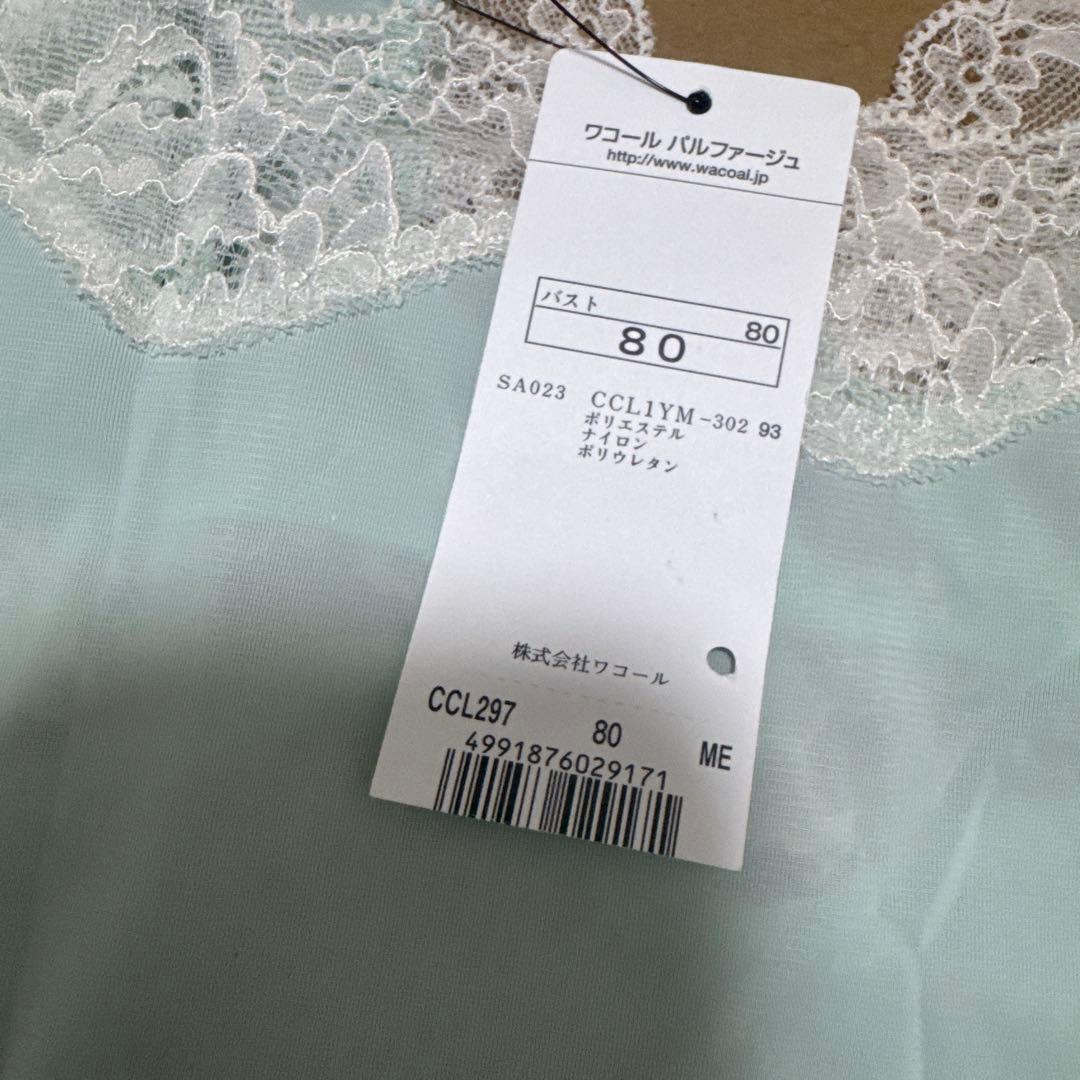 ワコール パルファージュ
http://www.wacoal.jp
バスト 80
80
SA023 CCL1YM-302 93
ポリエステル
ナイロン
ポリウレタン
株式会社ワコール
CCL297 80 ME
4991876029171